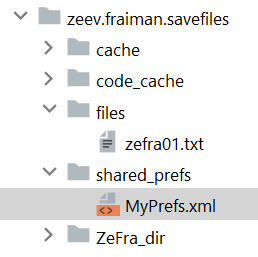 zeev.fraiman.savefiles
cache
code_cache
files
zefra01.txt
shared_prefs
MyPrefs.xml
ZeFra_dir